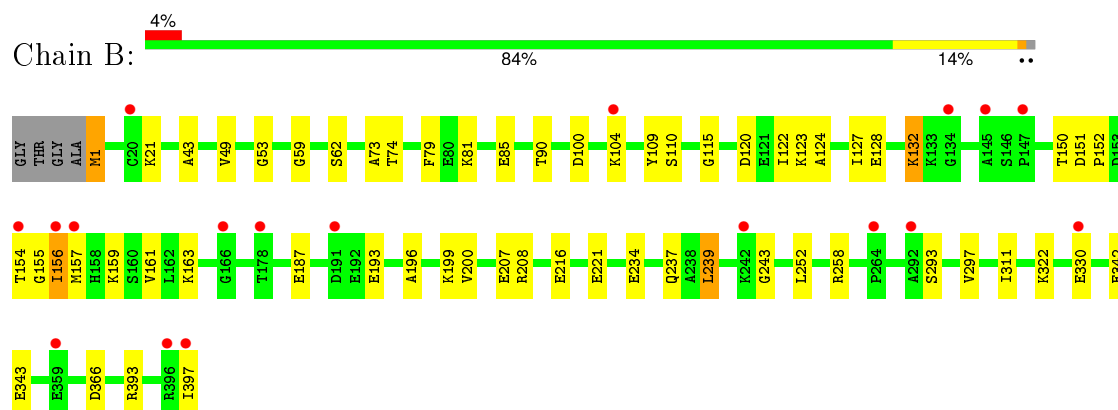 4%
Chain B:
84% 14% ••
GLY THR GLY ALA M1 C20 K21 A43 V49 G53 G59 S62 A73 T74 F79 E80 K81 E85 T90 D100 K104 Y109 S110 G115 D120 E121 I122 K123 A124 I127 E128 K132 K133 G134 A145 S146 P147 T150 D151 P152 D153
T154 G155 I156 M157 H158 K159 S160 V161 L162 K163 G166 T178 E187 D191 E192 E193 A196 K199 V200 E207 R208 E216 E221 E234 Q237 A238 L239 K242 G243 L252 R258 P264 A292 S293 V297 I311 K322 E330
E343 E359 D366 R393 R396 I397